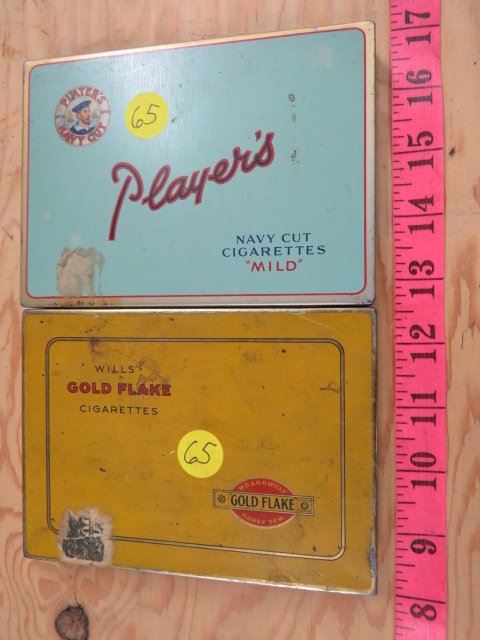 PLAYER'S
NAVY CUT
65
Player's
NAVY CUT
CIGARETTES
"MILD"
WILLS'S
GOLD FLAKE
CIGARETTES
65
W.D.& H.O. WILLS
GOLD FLAKE
HONEY DEW
17
16
15
14
13
12
11
10
9
8